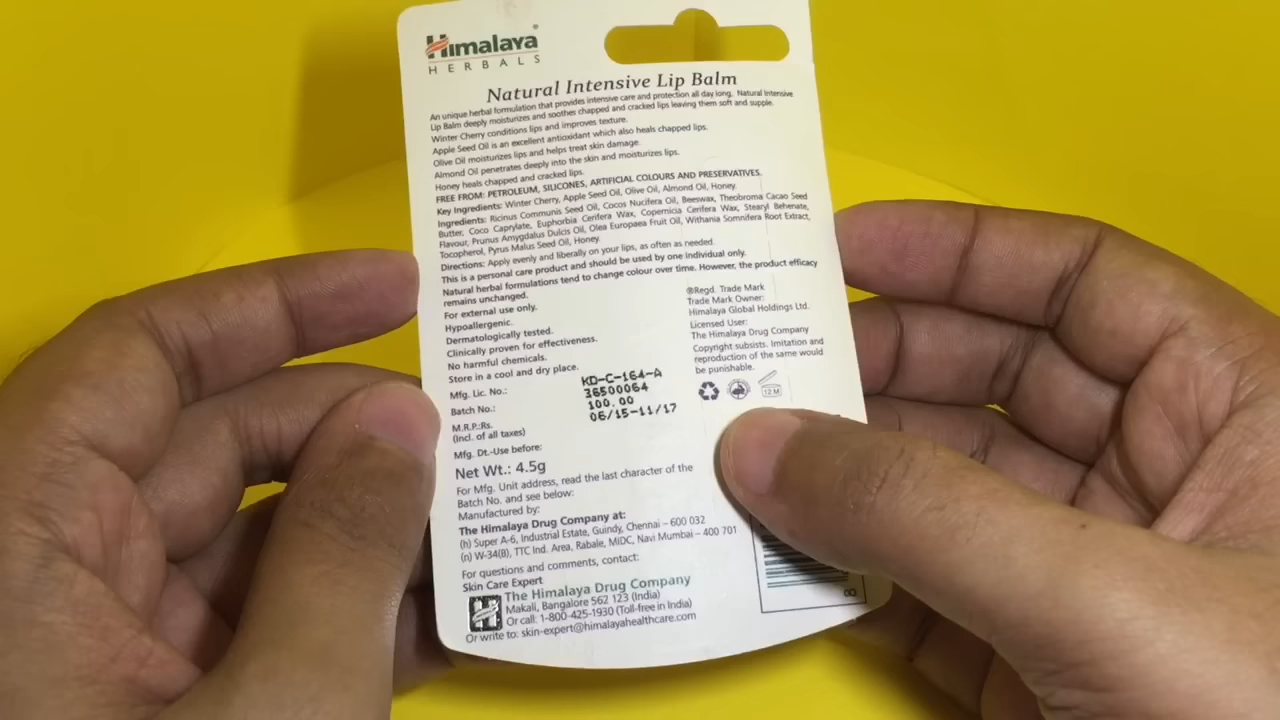 Himalaya®
HERBALS
Natural Intensive Lip Balm
An unique herbal formulation that provides intensive care and protection all day long. Natural Intensive
Lip Balm deeply moisturizes and soothes chapped and cracked lips leaving them soft and supple.
Winter Cherry conditions lips and improves texture.
Apple Seed Oil is an excellent antioxidant which also heals chapped lips.
Olive Oil moisturizes lips and helps treat skin damage.
Almond Oil penetrates deeply into the skin and moisturizes lips.
Honey heals chapped and cracked lips.
FREE FROM: PETROLEUM, SILICONES, ARTIFICIAL COLOURS AND PRESERVATIVES.
Key Ingredients: Winter Cherry, Apple Seed Oil, Olive Oil, Almond Oil, Honey.
Ingredients: Ricinus Communis Seed Oil, Cocos Nucifera Oil, Beeswax, Theobroma Cacao Seed
Butter, Coco Caprylate, Euphorbia Cerifera Wax, Copernicia Cerifera Wax, Stearyl Behenate,
Flavour, Prunus Amygdalus Dulcis Oil, Olea Europaea Fruit Oil, Withania Somnifera Root Extract,
Tocopherol, Pyrus Malus Seed Oil, Honey
Directions: Apply evenly and liberally on your lips, as often as needed.
This is a personal care product and should be used by one individual only.
Natural herbal formulations tend to change colour over time. However, the product efficacy
remains unchanged.
For external use only.
Hypoallergenic.
Dermatologically tested.
Clinically proven for effectiveness.
No harmful chemicals.
Store in a cool and dry place.
®Regd. Trade Mark
Trade Mark Owner:
Himalaya Global Holdings Ltd.
Licensed User:
The Himalaya Drug Company
Copyright subsists. Imitation and
reproduction of the same would
be punishable.
12 M
Mfg. Lic. No.: KD-C-164-A
Batch No.: 36500064
M.R.P.:Rs. 100.00
(Incl. of all taxes)
Mfg. Dt.-Use before: 06/15-11/17
Net Wt.: 4.5g
For Mfg. Unit address, read the last character of the
Batch No. and see below:
Manufactured by:
The Himalaya Drug Company at:
(h) Super A-6, Industrial Estate, Guindy, Chennai – 600 032
(n) W-34(B), TTC Ind. Area, Rabale, MIDC, Navi Mumbai – 400 701
For questions and comments, contact:
Skin Care Expert
The Himalaya Drug Company
Makali, Bangalore 562 123 (India)
Or call: 1-800-425-1930 (Toll-free in India)
Or write to: skin-expert@himalayahealthcare.com
8